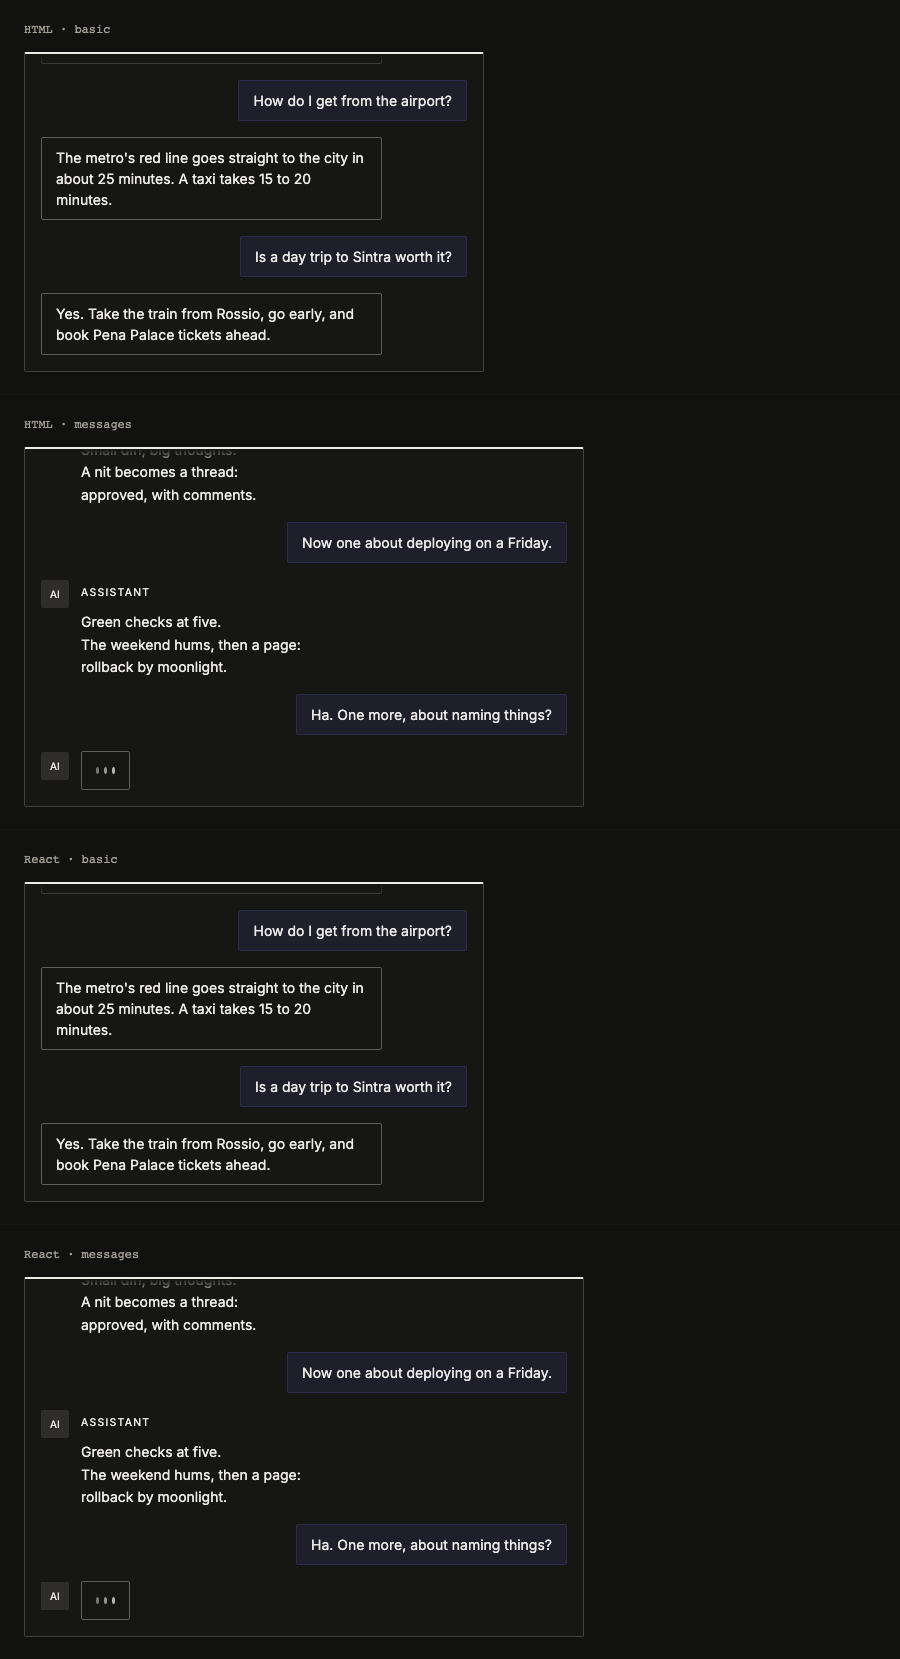 HTML · basic
How do I get from the airport?
The metro's red line goes straight to the city in
about 25 minutes. A taxi takes 15 to 20
minutes.
Is a day trip to Sintra worth it?
Yes. Take the train from Rossio, go early, and
book Pena Palace tickets ahead.
HTML · messages
big thoughts.
A nit becomes a thread:
approved, with comments.
Now one about deploying on a Friday.
AI
ASSISTANT
Green checks at five.
The weekend hums, then a page:
rollback by moonlight.
Ha. One more, about naming things?
AI
React · basic
How do I get from the airport?
The metro's red line goes straight to the city in
about 25 minutes. A taxi takes 15 to 20
minutes.
Is a day trip to Sintra worth it?
Yes. Take the train from Rossio, go early, and
book Pena Palace tickets ahead.
React · messages
big thoughts.
A nit becomes a thread:
approved, with comments.
Now one about deploying on a Friday.
AI
ASSISTANT
Green checks at five.
The weekend hums, then a page:
rollback by moonlight.
Ha. One more, about naming things?
AI